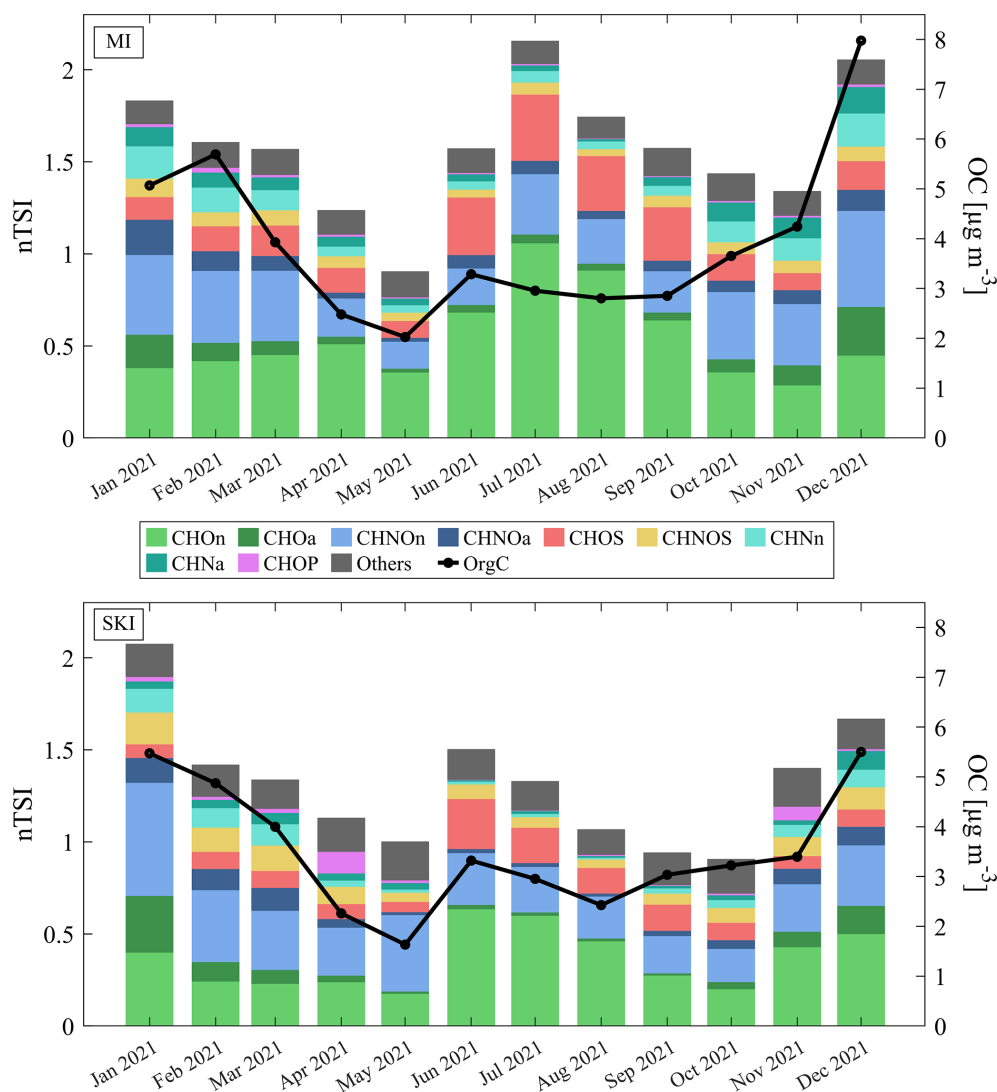 MI
nTSI
2
1.5
1
0.5
0
OC [µg m⁻³]
8
7
6
5
4
3
2
1
0
Jan 2021
Feb 2021
Mar 2021
Apr 2021
May 2021
Jun 2021
Jul 2021
Aug 2021
Sep 2021
Oct 2021
Nov 2021
Dec 2021
CHOn CHOa CHNOn CHNOa CHOS CHNOS CHNn
CHNa CHOP Others OrgC
SKI
nTSI
2
1.5
1
0.5
0
OC [µg m⁻³]
8
7
6
5
4
3
2
1
0
Jan 2021
Feb 2021
Mar 2021
Apr 2021
May 2021
Jun 2021
Jul 2021
Aug 2021
Sep 2021
Oct 2021
Nov 2021
Dec 2021